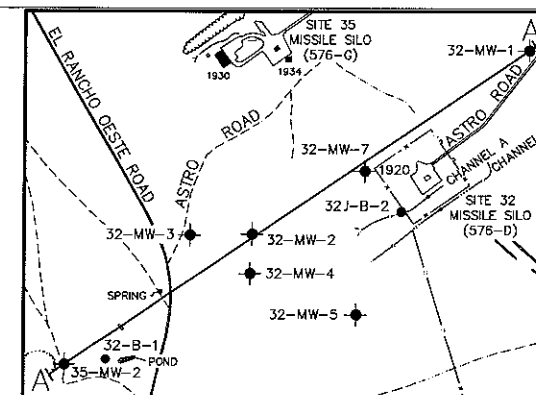 SITE 35
MISSILE SILO
(576-G)
1930
1934
EL RANCHO OESTE ROAD
ASTRO ROAD
32-MW-1
A
ASTRO ROAD
32-MW-7
1920
CHANNEL A
CHANNEL
32J-B-2
SITE 32
MISSILE SILO
(576-D)
32-MW-3
32-MW-2
32-MW-4
SPRING
32-MW-5
32-B-1
POND
35-MW-2
A